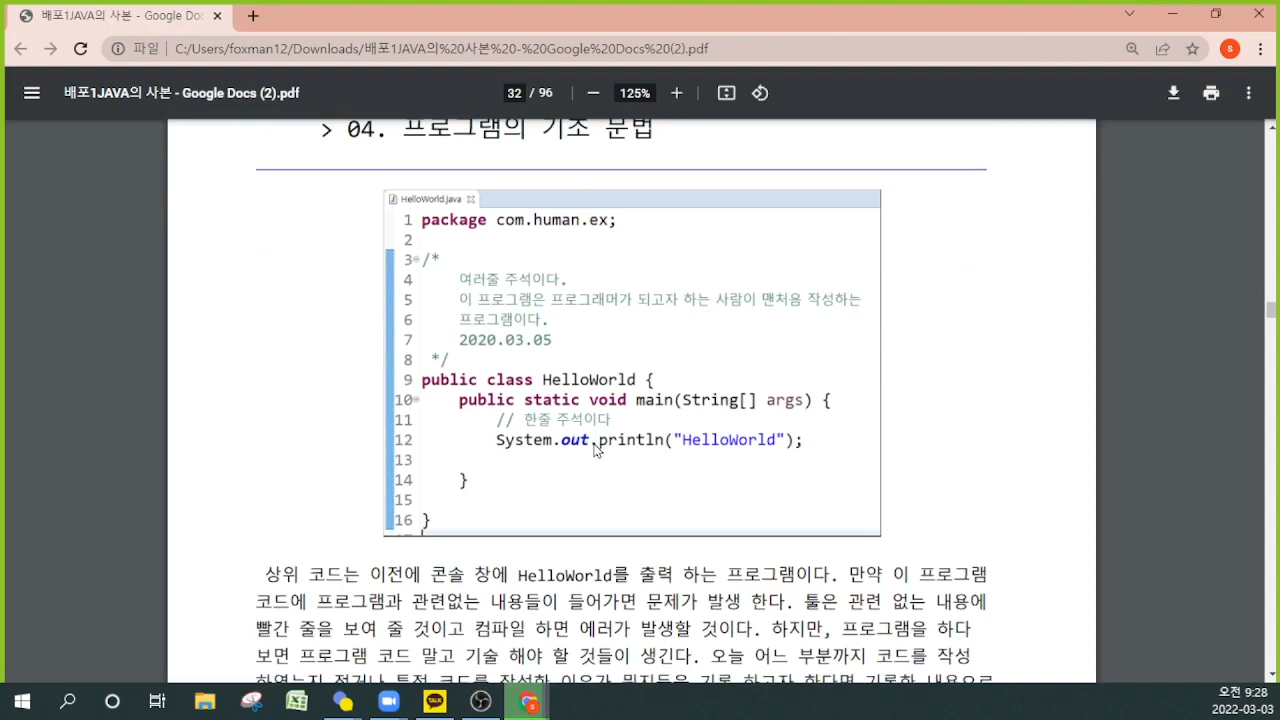 배포1JAVA의 사본 - Google Doc
파일 C:/Users/foxman12/Downloads/배포1JAVA의%20사본%20-%20Google%20Docs%20(2).pdf
S
배포1JAVA의 사본 - Google Docs (2).pdf
32 / 96
125%
> 04. 프로그램의 기초 문법
HelloWorld.java
1 package com.human.ex;
2
3 /*
4 여러줄 주석이다.
5 이 프로그램은 프로그래머가 되고자 하는 사람이 맨처음 작성하는
6 프로그램이다.
7 2020.03.05
8 */
9 public class HelloWorld {
10 public static void main(String[] args) {
11 // 한줄 주석이다
12 System.out.println("HelloWorld");
13
14 }
15
16 }
상위 코드는 이전에 콘솔 창에 HelloWorld를 출력 하는 프로그램이다. 만약 이 프로그램
코드에 프로그램과 관련없는 내용들이 들어가면 문제가 발생 한다. 툴은 관련 없는 내용에
빨간 줄을 보여 줄 것이고 컴파일 하면 에러가 발생할 것이다. 하지만, 프로그램을 하다
보면 프로그램 코드 말고 기술 해야 할 것들이 생긴다. 오늘 어느 부분까지 코드를 작성
TALK
오전 9:28
2022-03-03